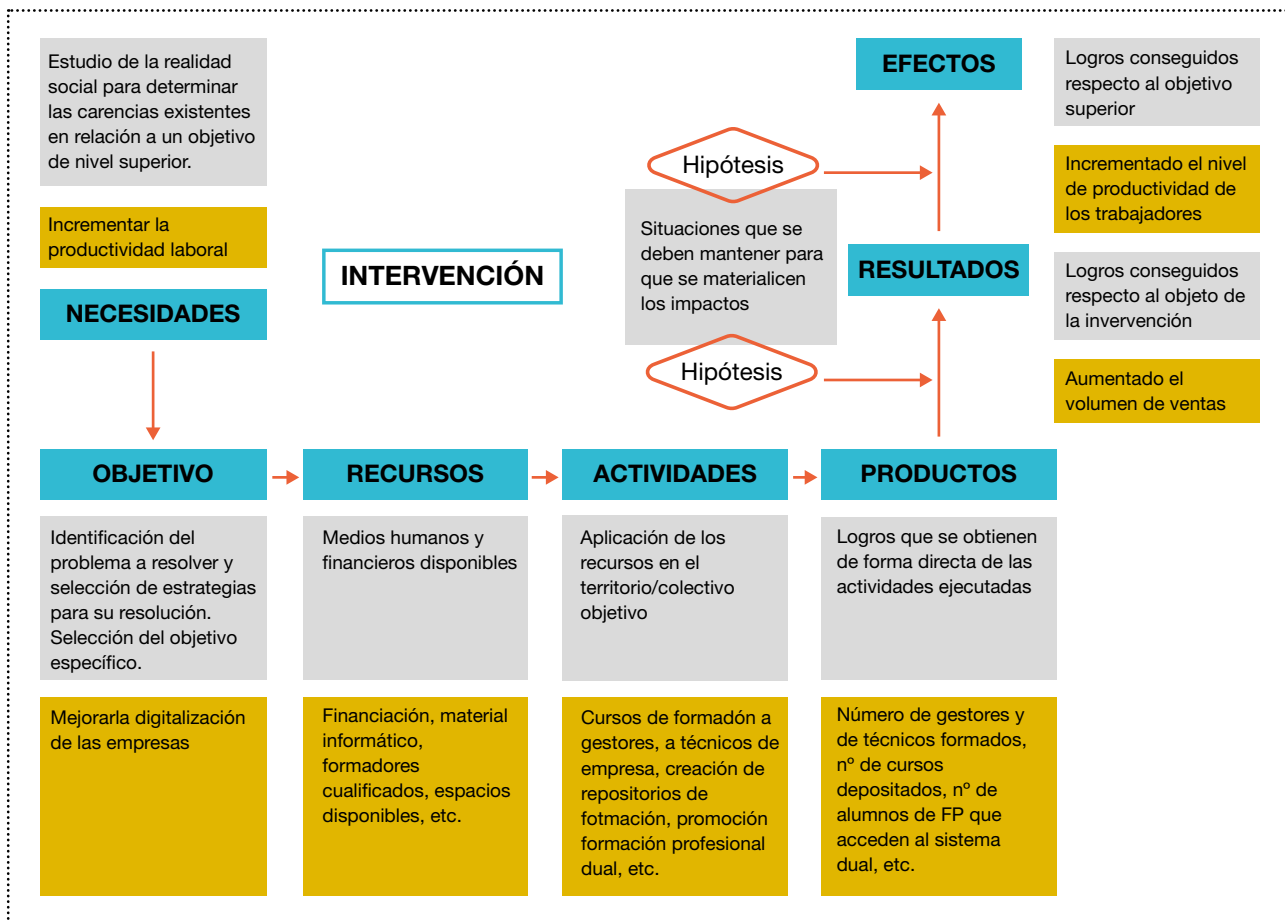 Estudio de la realidad
social para determinar
las carencias existentes
en relación a un objetivo
de nivel superior.
Incrementar la
productividad laboral
NECESIDADES
INTERVENCIÓN
Hipótesis
Situaciones que se
deben mantener para
que se materialicen
los impactos
Hipótesis
EFECTOS
RESULTADOS
Logros conseguidos
respecto al objetivo
superior
Incrementado el nivel
de productividad de
los trabajadores
Logros conseguidos
respecto al objeto de
la invervención
Aumentado el
volumen de ventas
OBJETIVO
Identificación del
problema a resolver y
selección de estrategias
para su resolución.
Selección del objetivo
específico.
Mejorarla digitalización
de las empresas
RECURSOS
Medios humanos y
financieros disponibles
Financiación, material
informático,
formadores
cualificados, espacios
disponibles, etc.
ACTIVIDADES
Aplicación de los
recursos en el
territorio/colectivo
objetivo
Cursos de formadón a
gestores, a técnicos de
empresa, creación de
repositorios de
fotmación, promoción
formación profesional
dual, etc.
PRODUCTOS
Logros que se obtienen
de forma directa de las
actividades ejecutadas
Número de gestores y
de técnicos formados,
nº de cursos
depositados, nº de
alumnos de FP que
acceden al sistema
dual, etc.